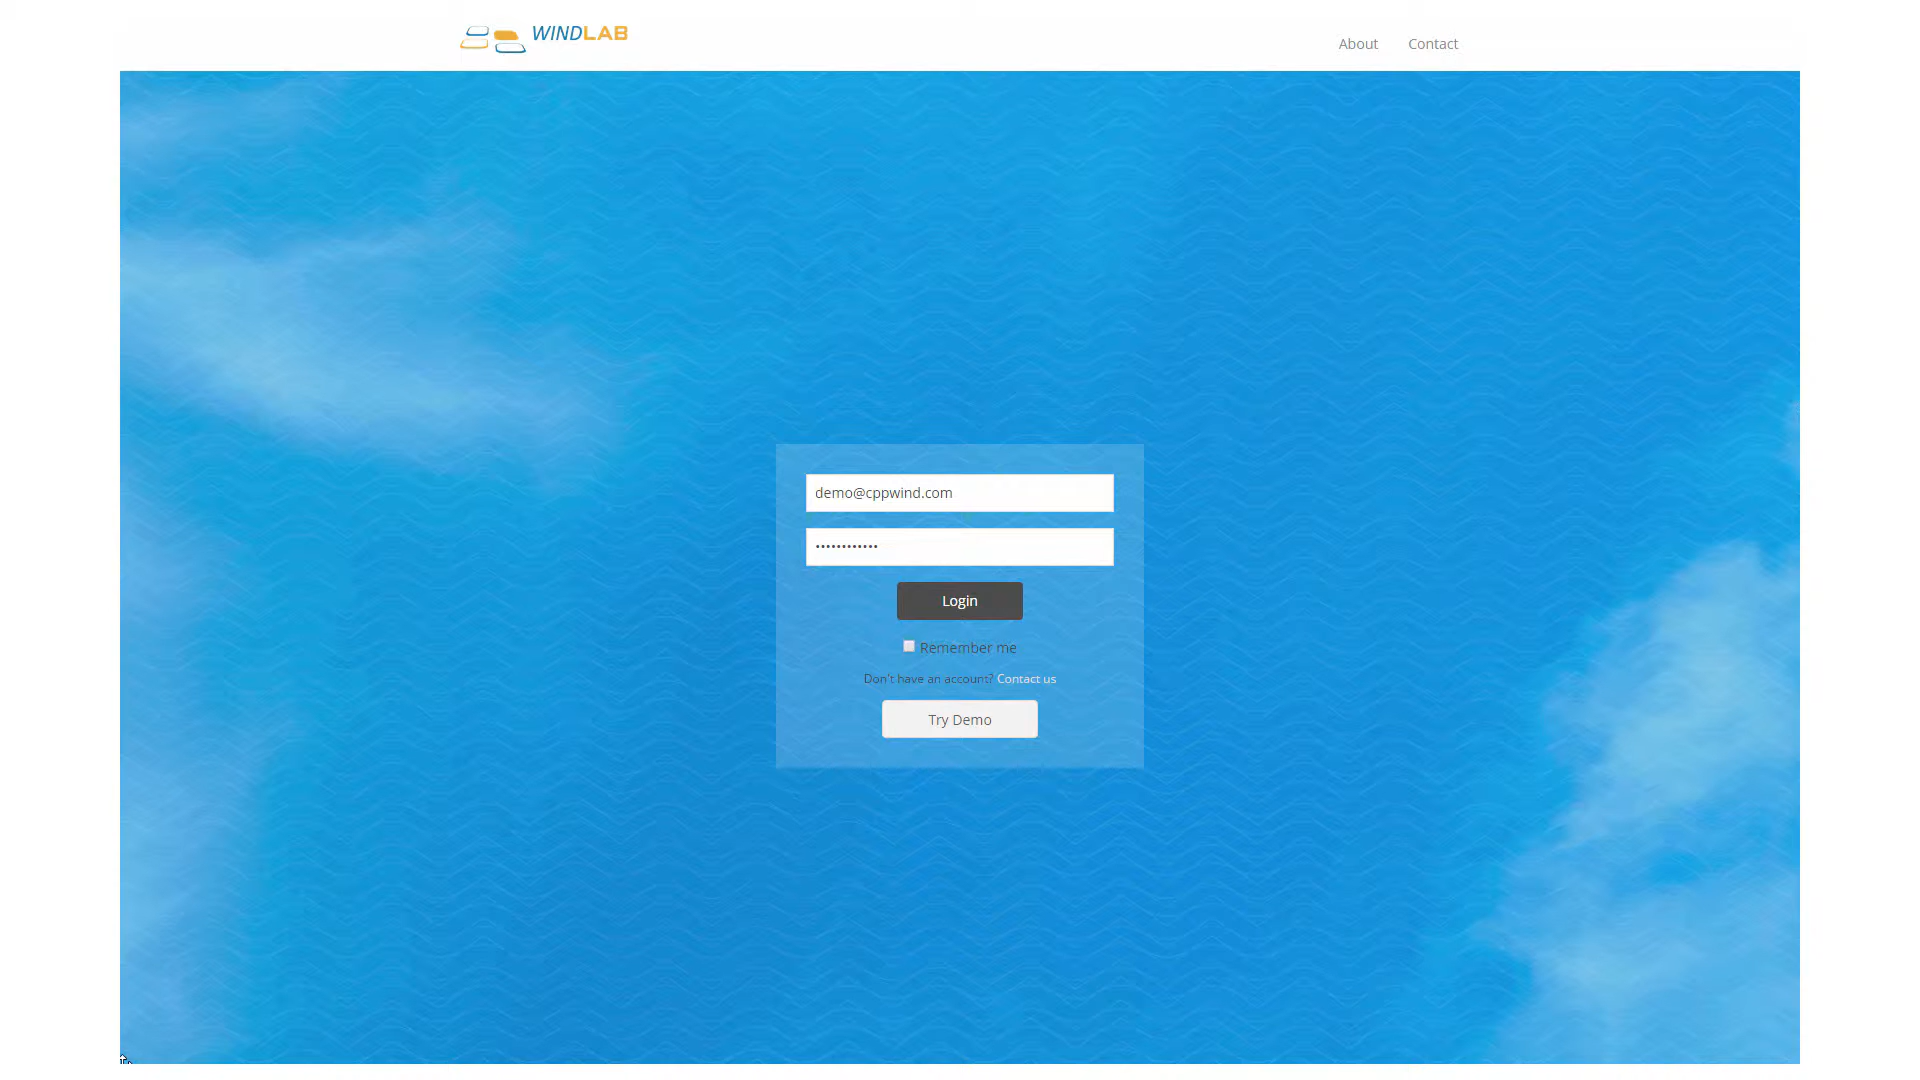 WINDLAB
About Contact
demo@cppwind.com
••••••••••••
Login
Remember me
Don't have an account? Contact us
Try Demo